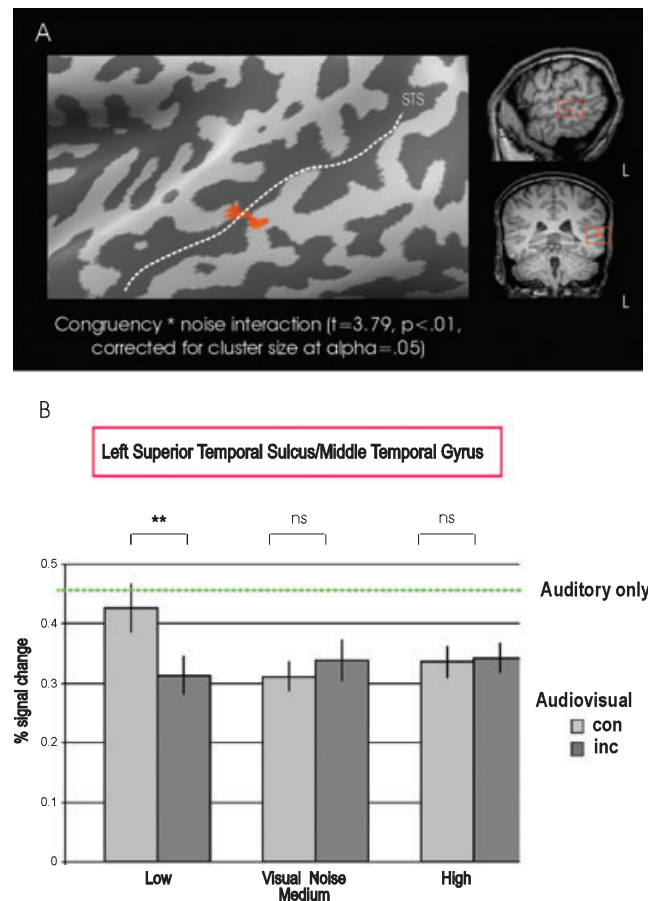 A
STS
L
L
Congruency * noise interaction (t=3.79, p<.01,
corrected for cluster size at alpha=.05)
B
Left Superior Temporal Sulcus/Middle Temporal Gyrus
** ns ns
0.5
Auditory only
0.4
0.3
0.2
0.1
0
% signal change
Audiovisual
con
inc
Low Visual Noise High
Medium